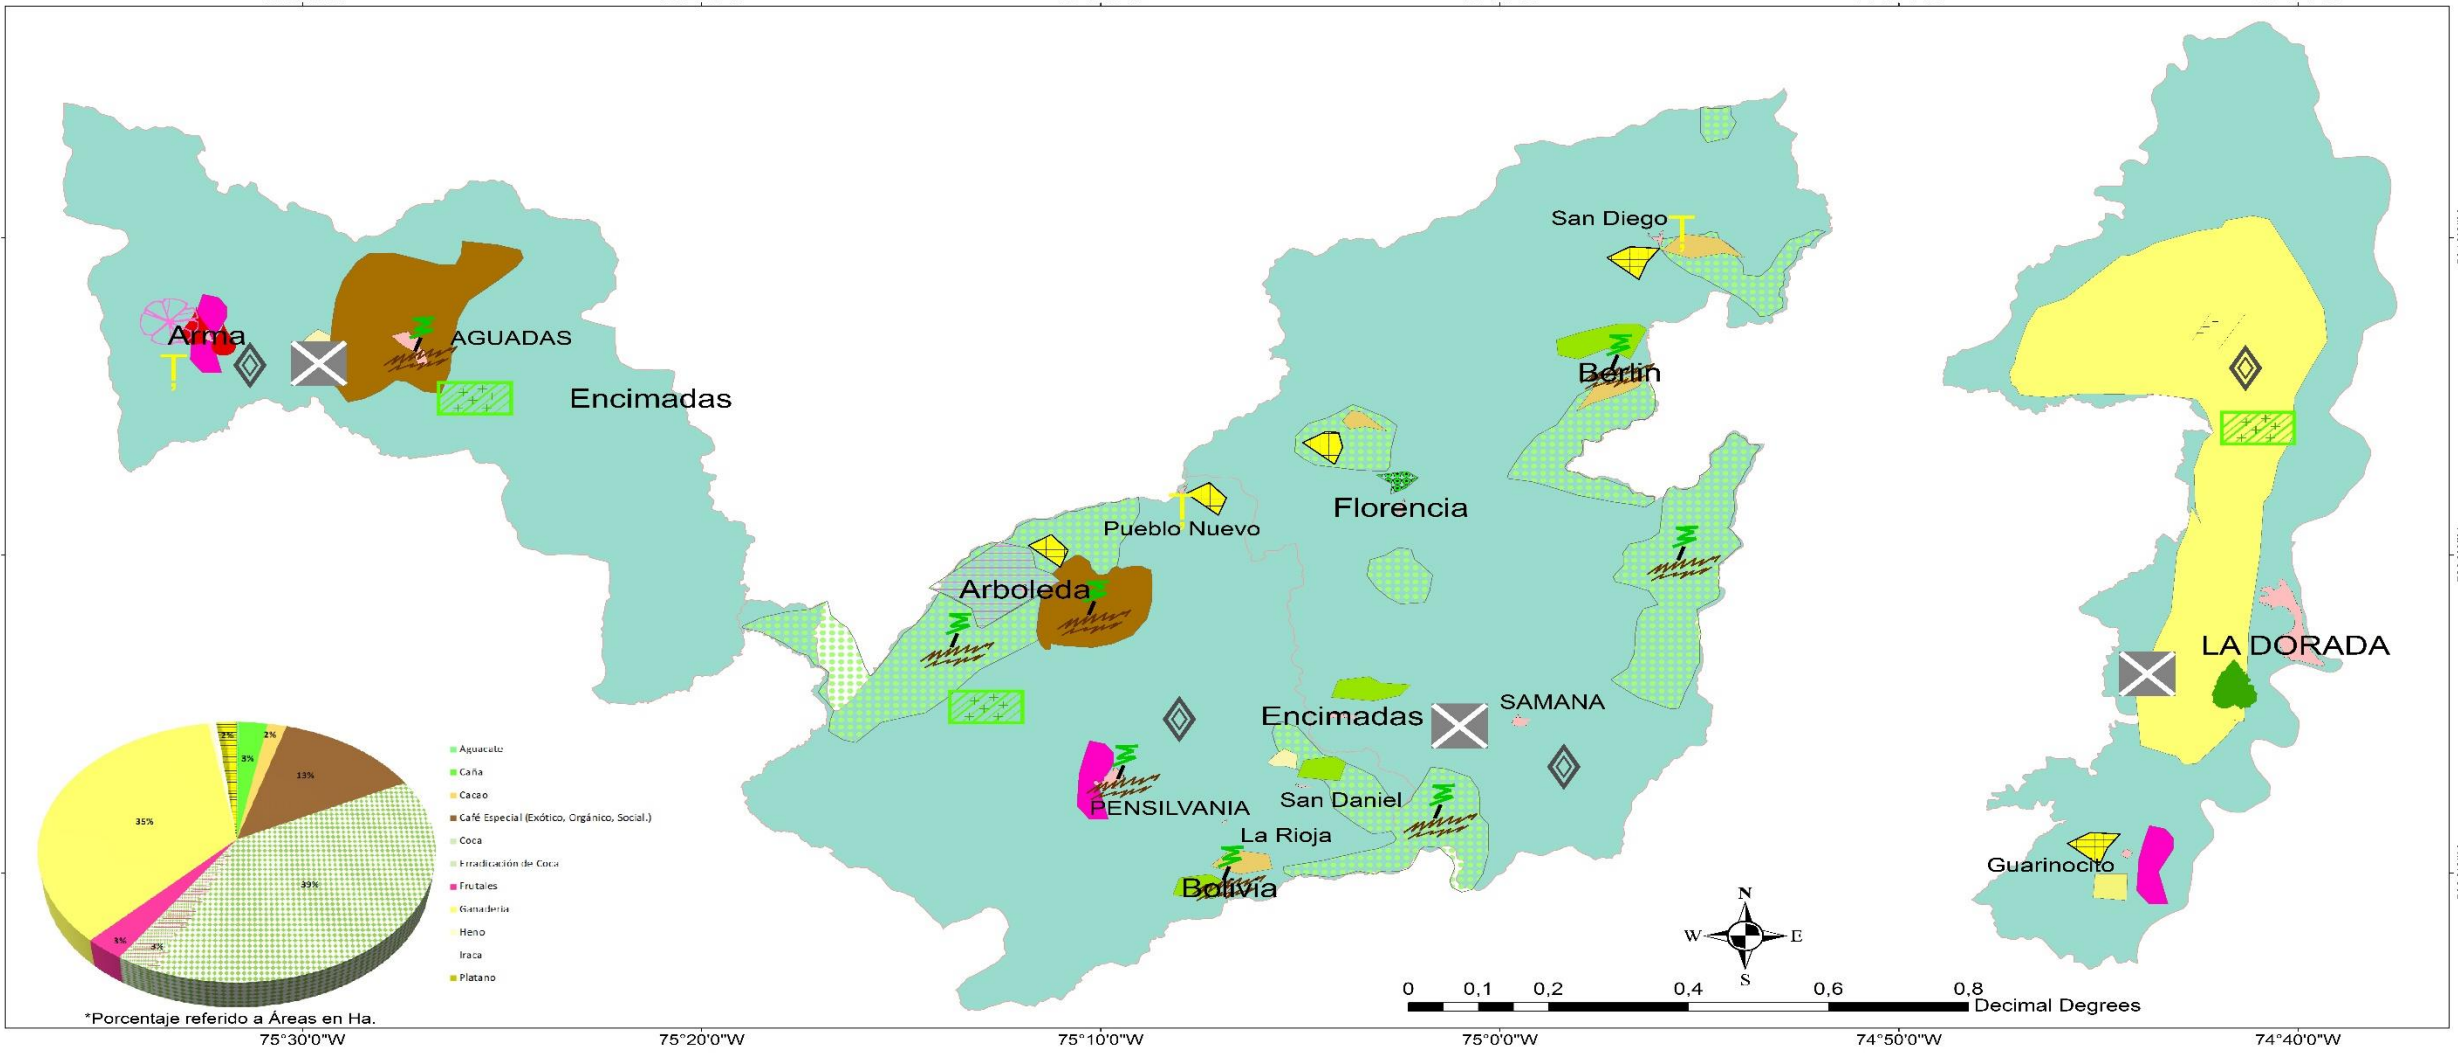 San Diego
Arma
AGUADAS
Encimadas
Berlin
Florencia
Pueblo Nuevo
Arboleda
LA DORADA
SAMANA
Encimadas
San Daniel
PENSILVANIA
La Rioja
Guarinocito
Bolivia
2%
3%
2%
13%
35%
39%
3%
3%
Aguacate
Caña
Cacao
Café Especial (Exótico, Orgánico, Social.)
Coca
Erradicación de Coca
Frutales
Ganaderia
Heno
Iraca
Platano
*Porcentaje referido a Áreas en Ha.
N
W E
S
0 0,1 0,2 0,4 0,6 0,8
Decimal Degrees
75°30'0"W 75°20'0"W 75°10'0"W 75°0'0"W 74°50'0"W 74°40'0"W